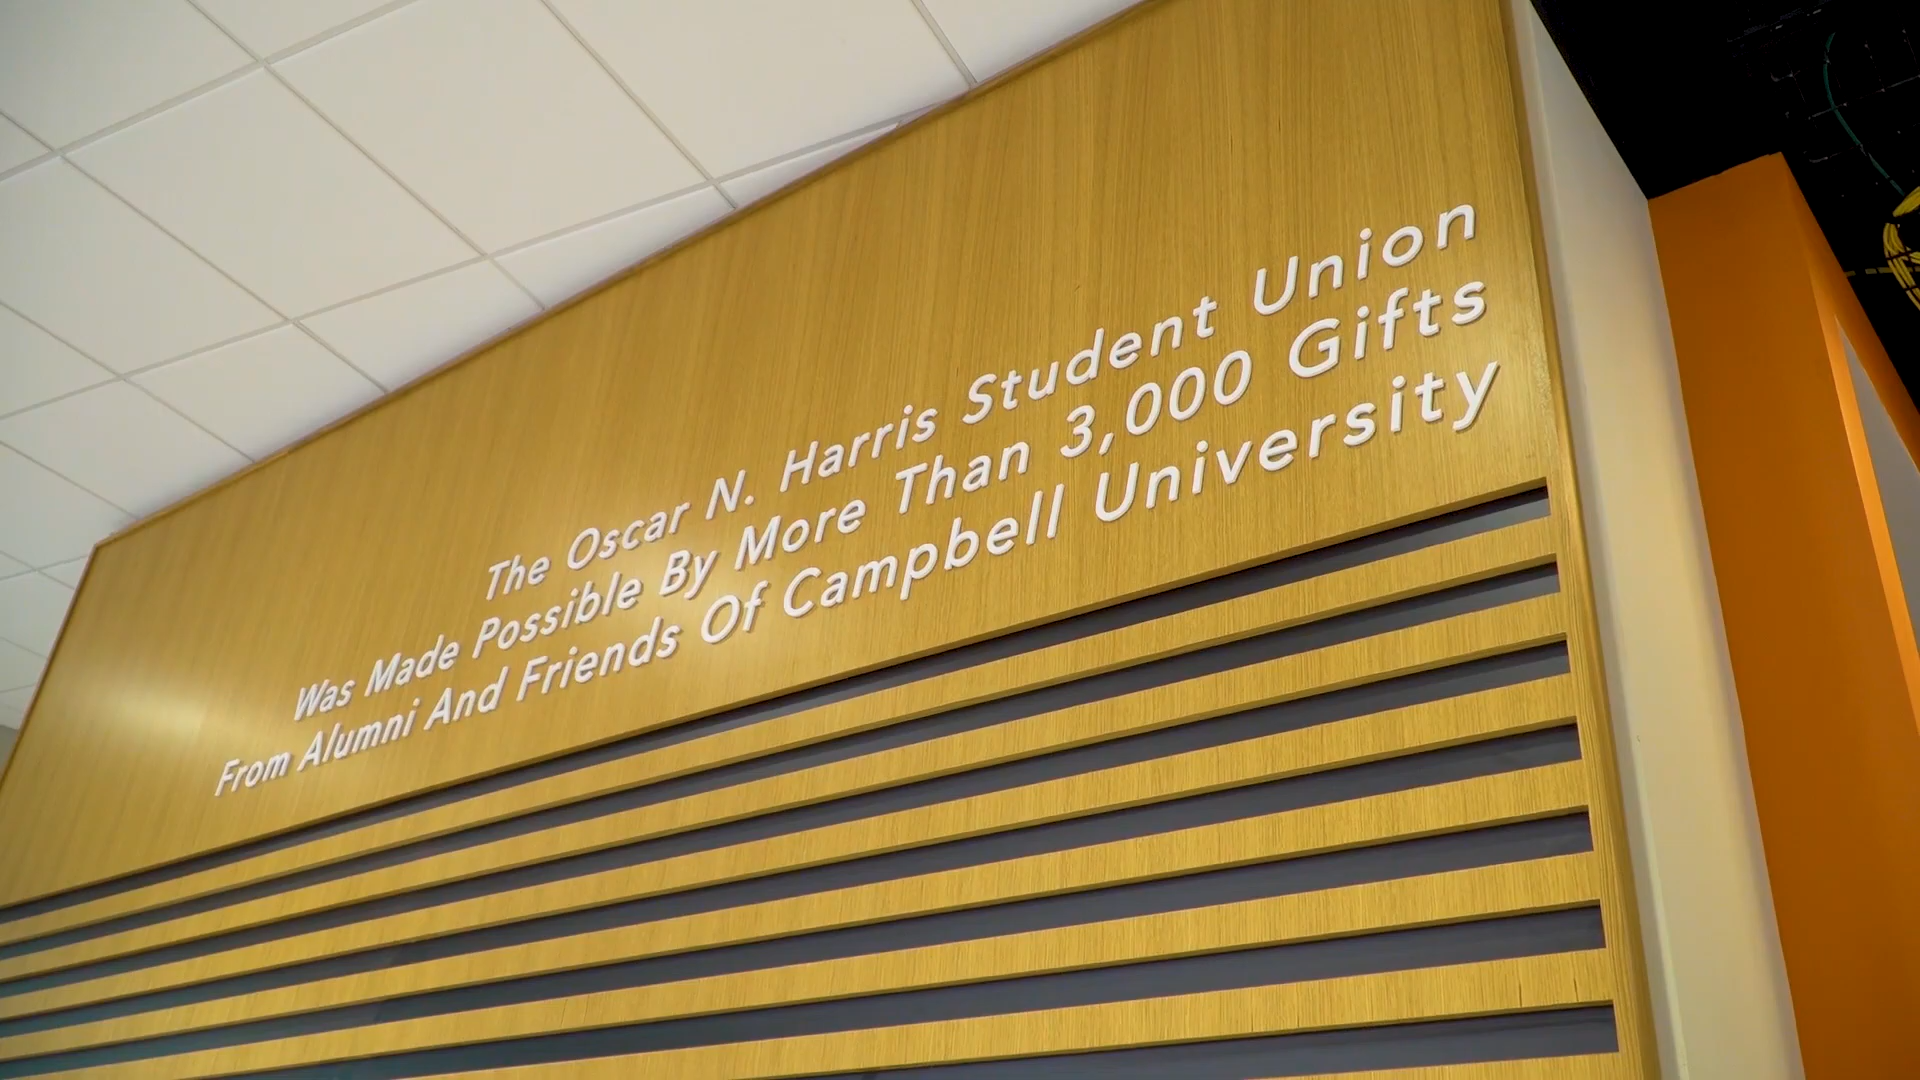 The Oscar N. Harris Student Union
Was Made Possible By More Than 3,000 Gifts
From Alumni And Friends Of Campbell University